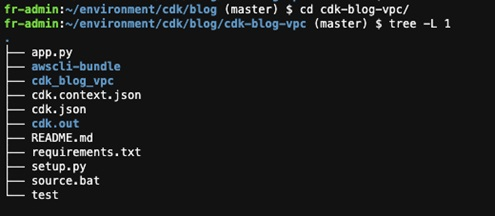 fr-admin:~/environment/cdk/blog (master) $ cd cdk-blog-vpc/
fr-admin:~/environment/cdk/blog/cdk-blog-vpc (master) $ tree -L 1
.
├── app.py
├── awscli-bundle
├── cdk_blog_vpc
├── cdk.context.json
├── cdk.json
├── cdk.out
├── README.md
├── requirements.txt
├── setup.py
├── source.bat
└── test